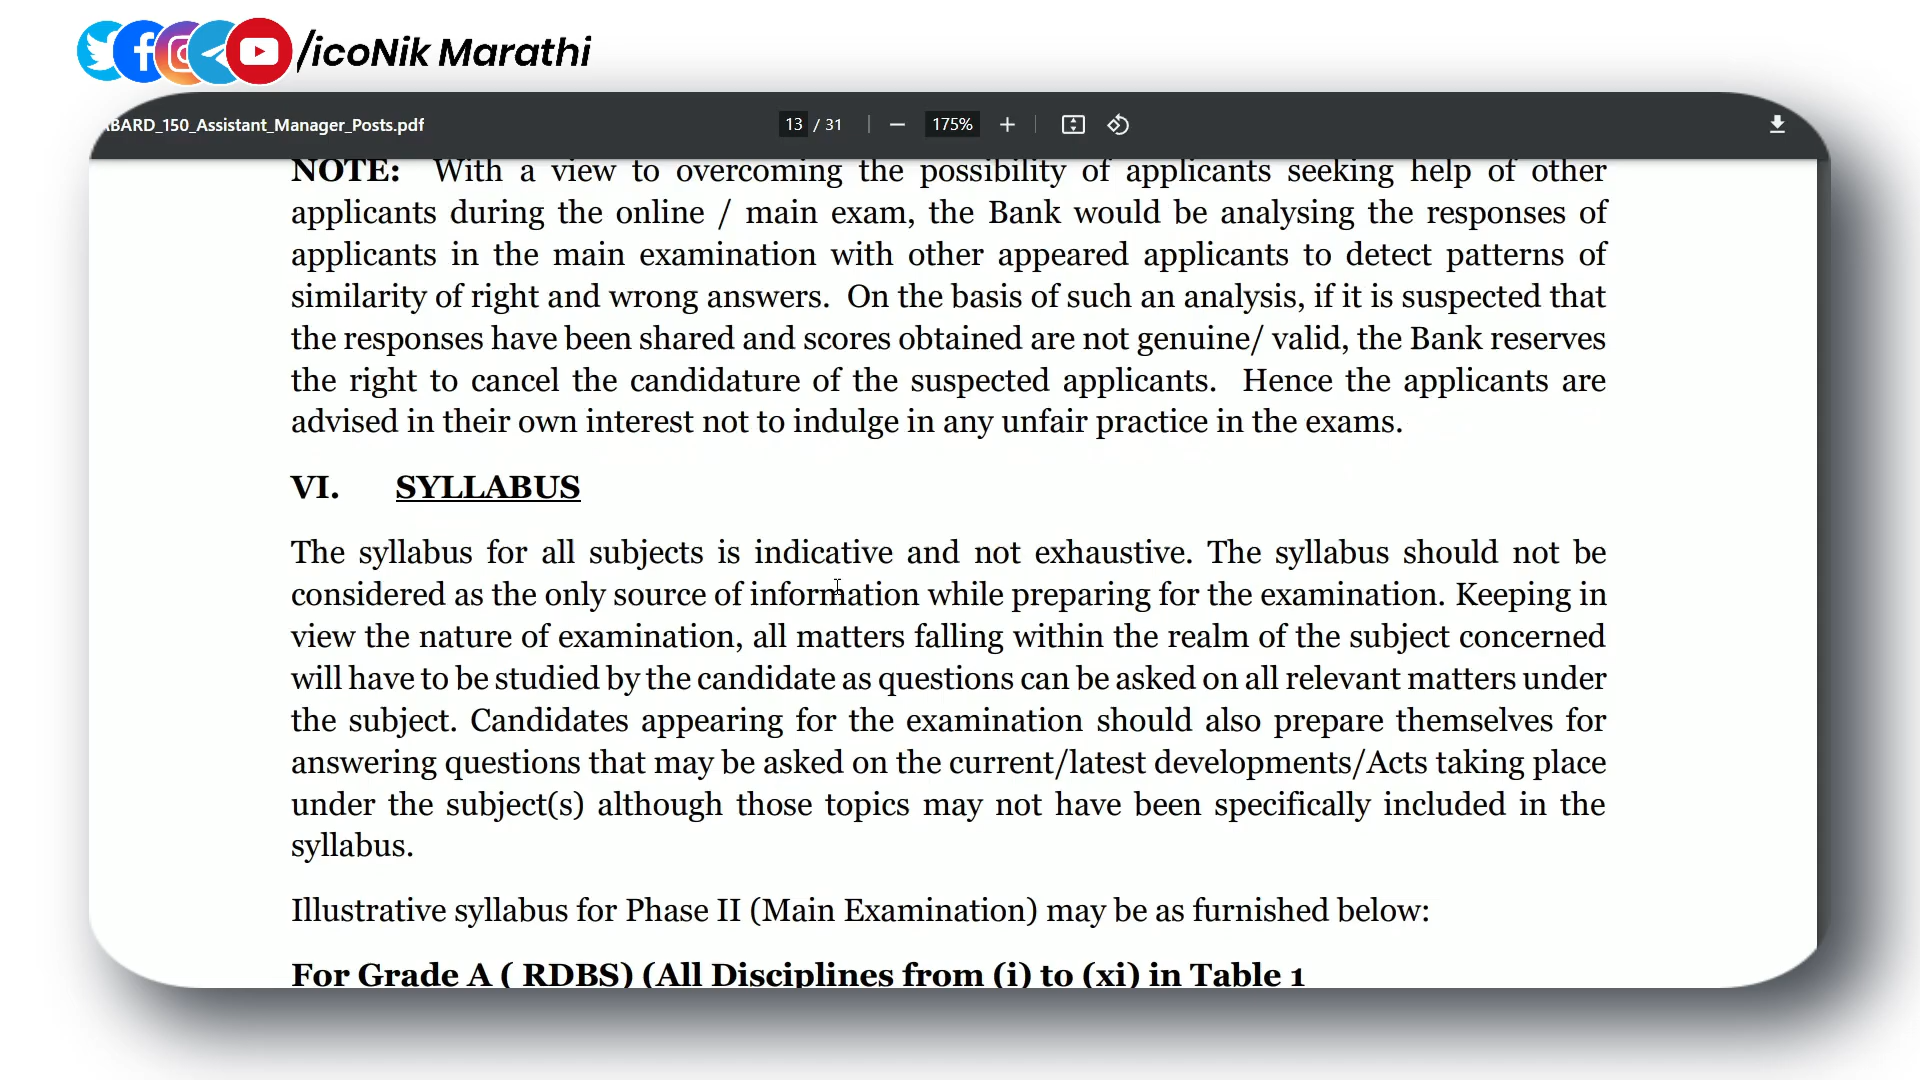 /icoNik Marathi
BARD_150_Assistant_Manager_Posts.pdf
13 / 31
175%
NOTE: With a view to overcoming the possibility of applicants seeking help of other
applicants during the online / main exam, the Bank would be analysing the responses of
applicants in the main examination with other appeared applicants to detect patterns of
similarity of right and wrong answers. On the basis of such an analysis, if it is suspected that
the responses have been shared and scores obtained are not genuine/ valid, the Bank reserves
the right to cancel the candidature of the suspected applicants. Hence the applicants are
advised in their own interest not to indulge in any unfair practice in the exams.
VI. SYLLABUS
The syllabus for all subjects is indicative and not exhaustive. The syllabus should not be
considered as the only source of information while preparing for the examination. Keeping in
view the nature of examination, all matters falling within the realm of the subject concerned
will have to be studied by the candidate as questions can be asked on all relevant matters under
the subject. Candidates appearing for the examination should also prepare themselves for
answering questions that may be asked on the current/latest developments/Acts taking place
under the subject(s) although those topics may not have been specifically included in the
syllabus.
Illustrative syllabus for Phase II (Main Examination) may be as furnished below:
For Grade A ( RDBS) (All Disciplines from (i) to (xi) in Table 1